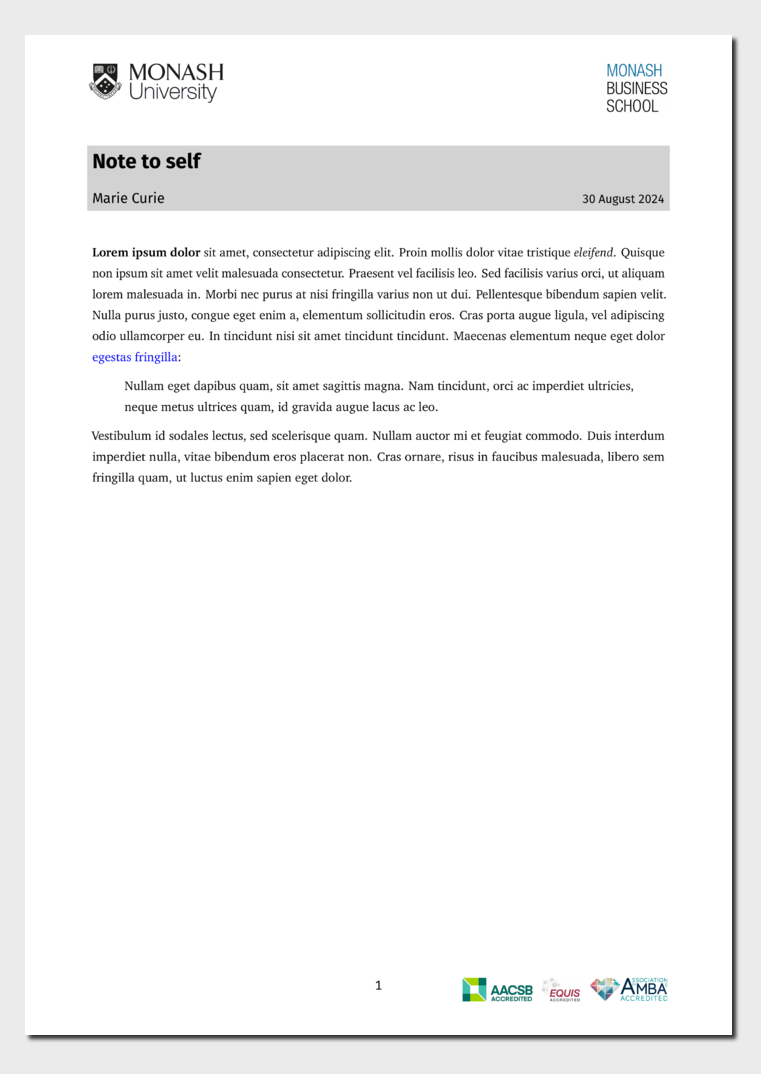 MONASH
University
MONASH
BUSINESS
SCHOOL
Note to self
Marie Curie
30 August 2024
Lorem ipsum dolor sit amet, consectetur adipiscing elit. Proin mollis dolor vitae tristique eleifend. Quisque
non ipsum sit amet velit malesuada consectetur. Praesent vel facilisis leo. Sed facilisis varius orci, ut aliquam
lorem malesuada in. Morbi nec purus at nisi fringilla varius non ut dui. Pellentesque bibendum sapien velit.
Nulla purus justo, congue eget enim a, elementum sollicitudin eros. Cras porta augue ligula, vel adipiscing
odio ullamcorper eu. In tincidunt nisi sit amet tincidunt tincidunt. Maecenas elementum neque eget dolor
egestas fringilla:
Nullam eget dapibus quam, sit amet sagittis magna. Nam tincidunt, orci ac imperdiet ultricies,
neque metus ultrices quam, id gravida augue lacus ac leo.
Vestibulum id sodales lectus, sed scelerisque quam. Nullam auctor mi et feugiat commodo. Duis interdum
imperdiet nulla, vitae bibendum eros placerat non. Cras ornare, risus in faucibus malesuada, libero sem
fringilla quam, ut luctus enim sapien eget dolor.
1
AACSB
ACCREDITED
EQUIS
ACCREDITED
ASSOCIATION
AMBA
ACCREDITED